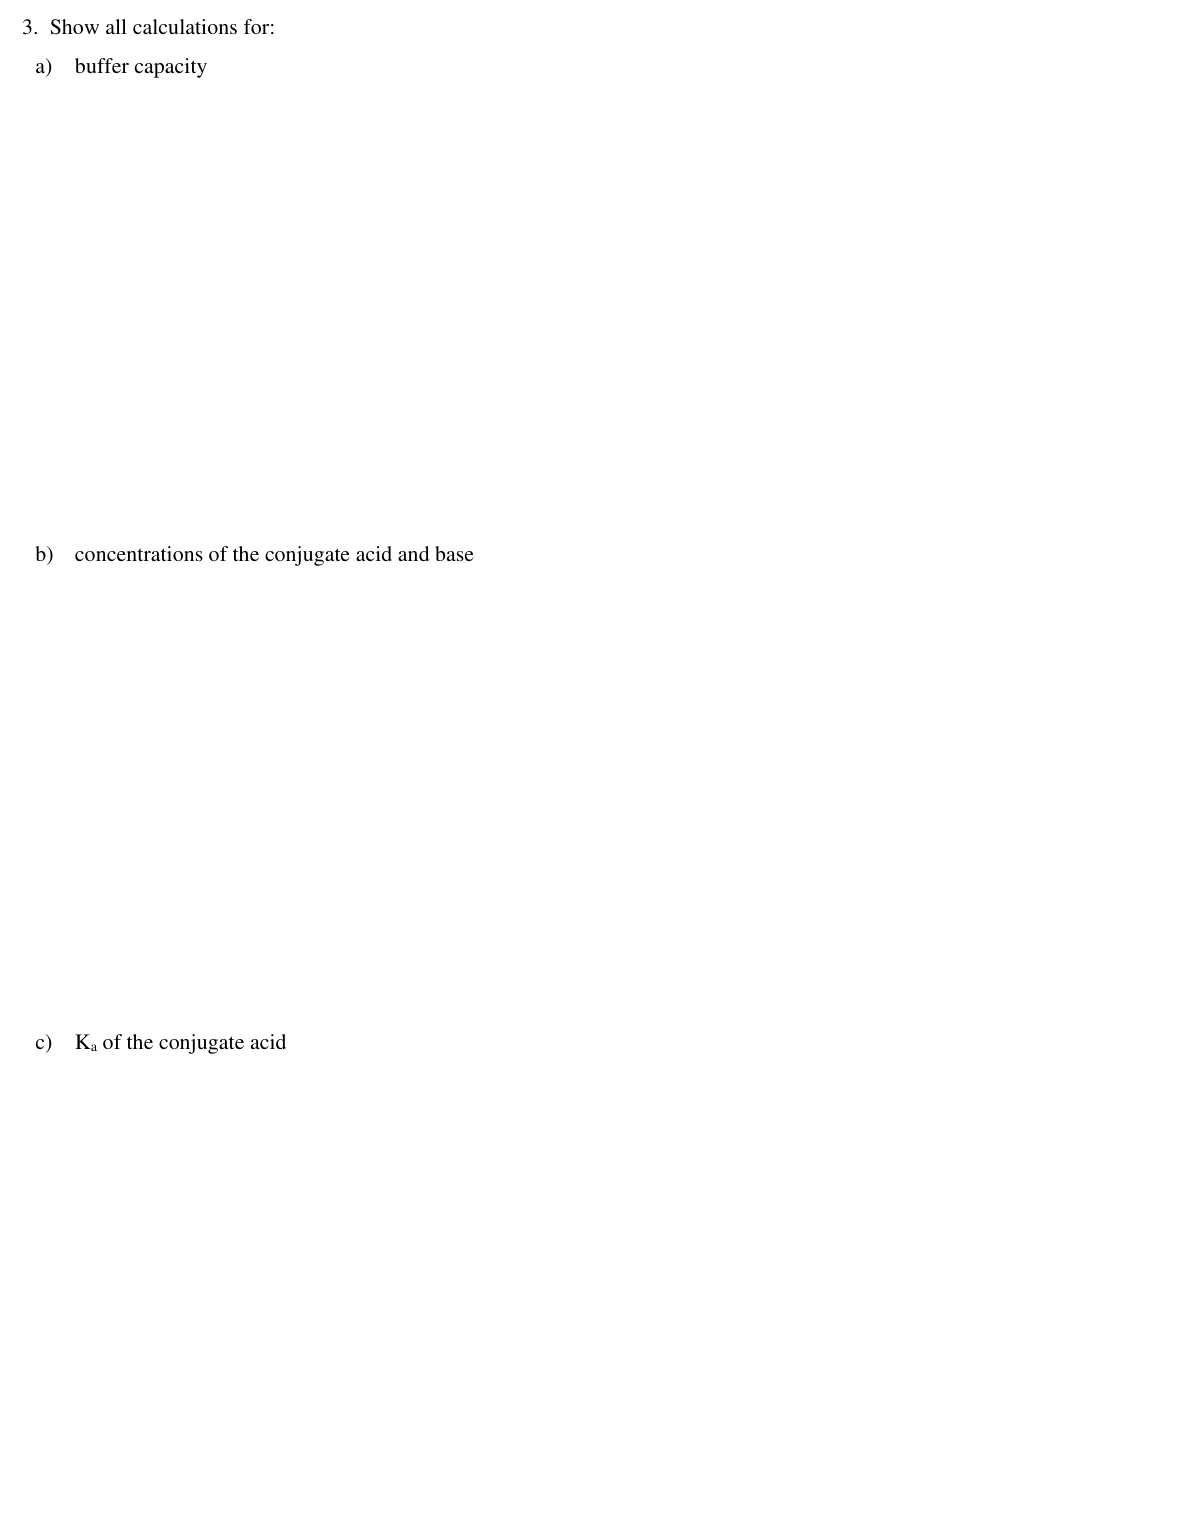 3. Show all calculations for:
a) buffer capacity
b) concentrations of the conjugate acid and base
c) Kₐ of the conjugate acid